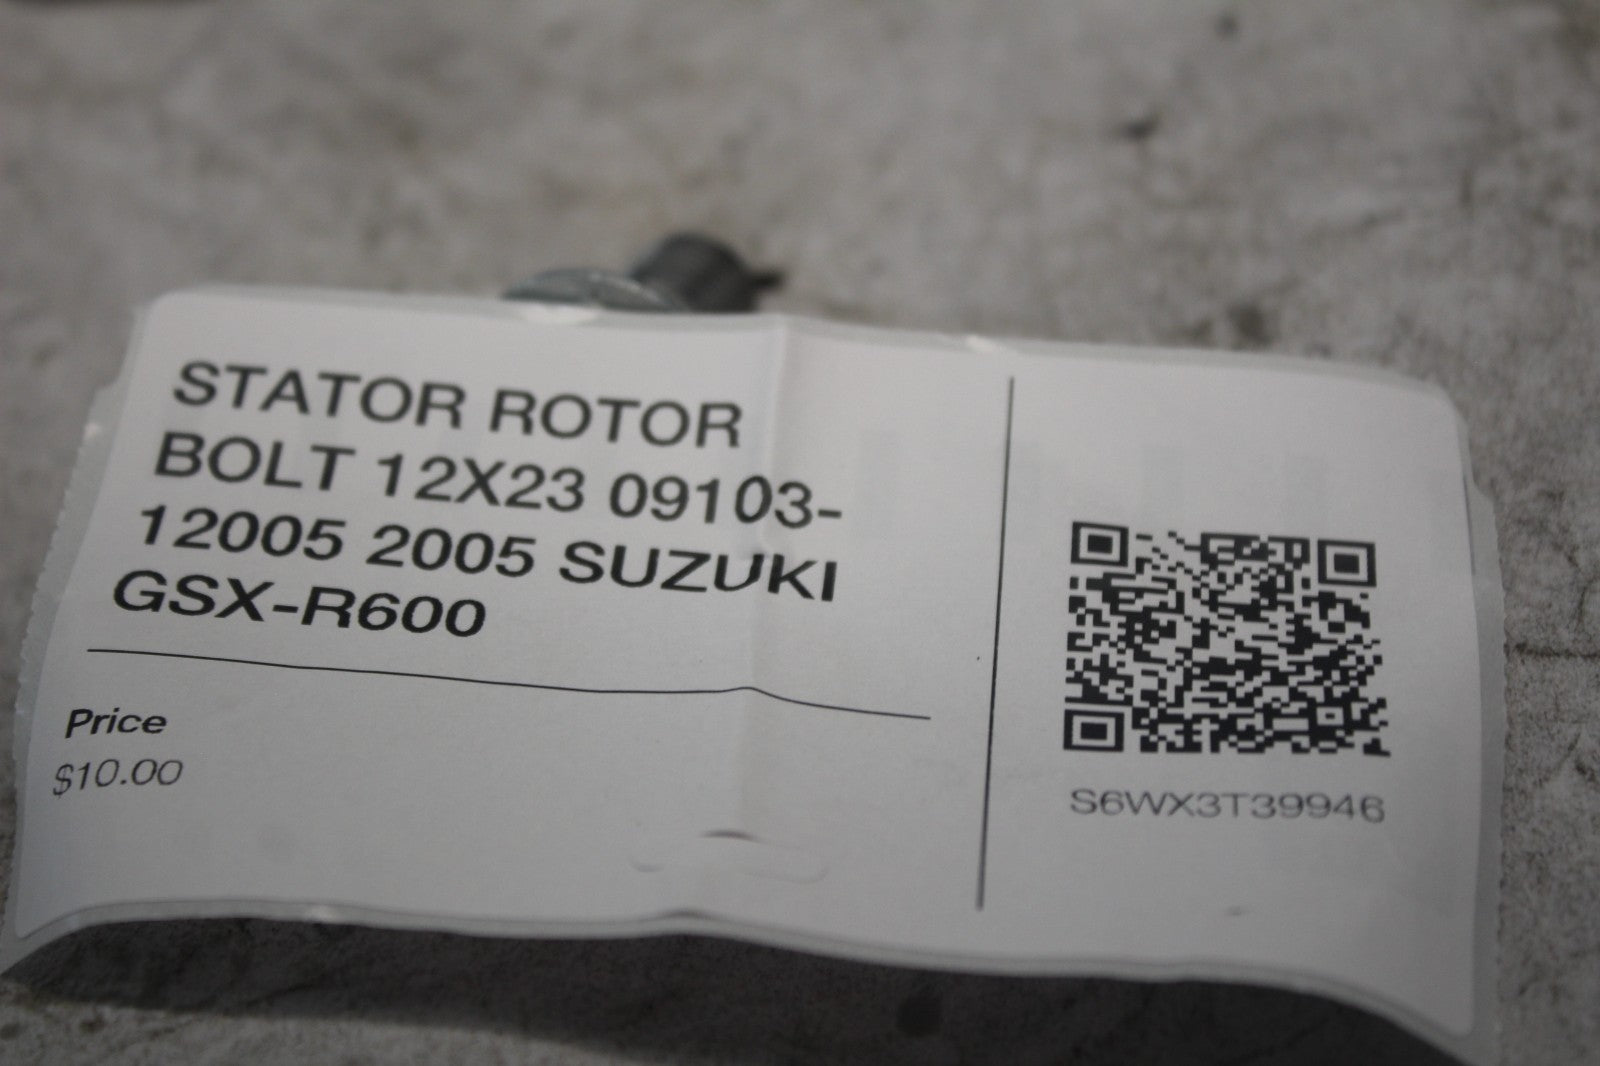 STATOR ROTOR
BOLT 12X23 09103-
12005 2005 SUZUKI
GSX-R600
Price
$10.00
S6WX3T39946